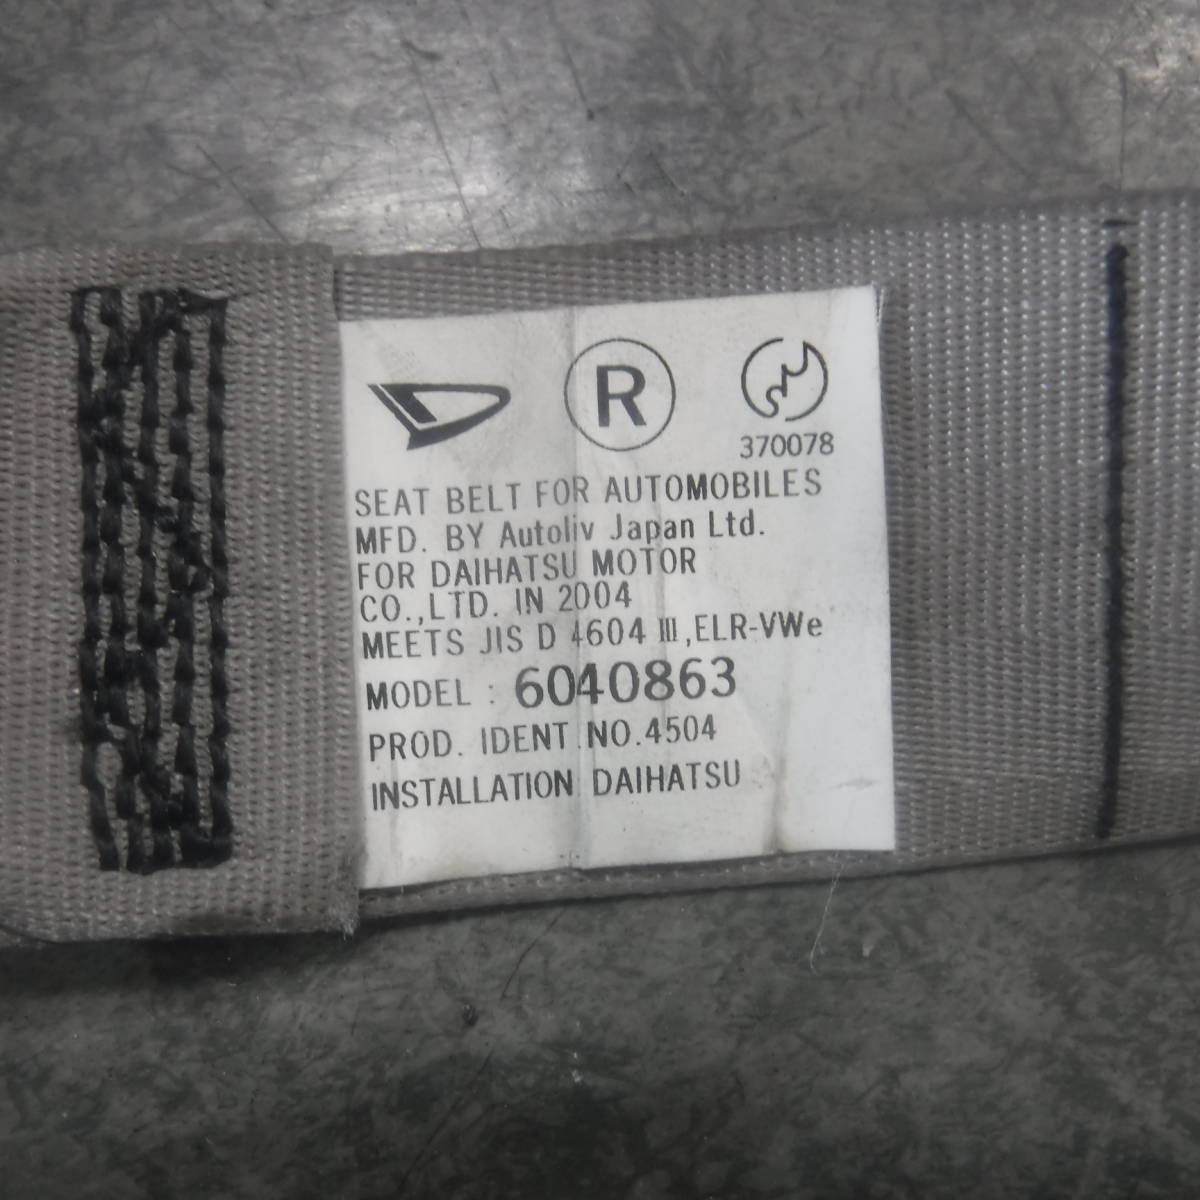 R
370078
SEAT BELT FOR AUTOMOBILES
MFD. BY Autoliv Japan Ltd.
FOR DAIHATSU MOTOR
CO.,LTD. IN 2004
MEETS JIS D 4604 III,ELR-VWe
MODEL : 6040863
PROD. IDENT.NO.4504
INSTALLATION DAIHATSU